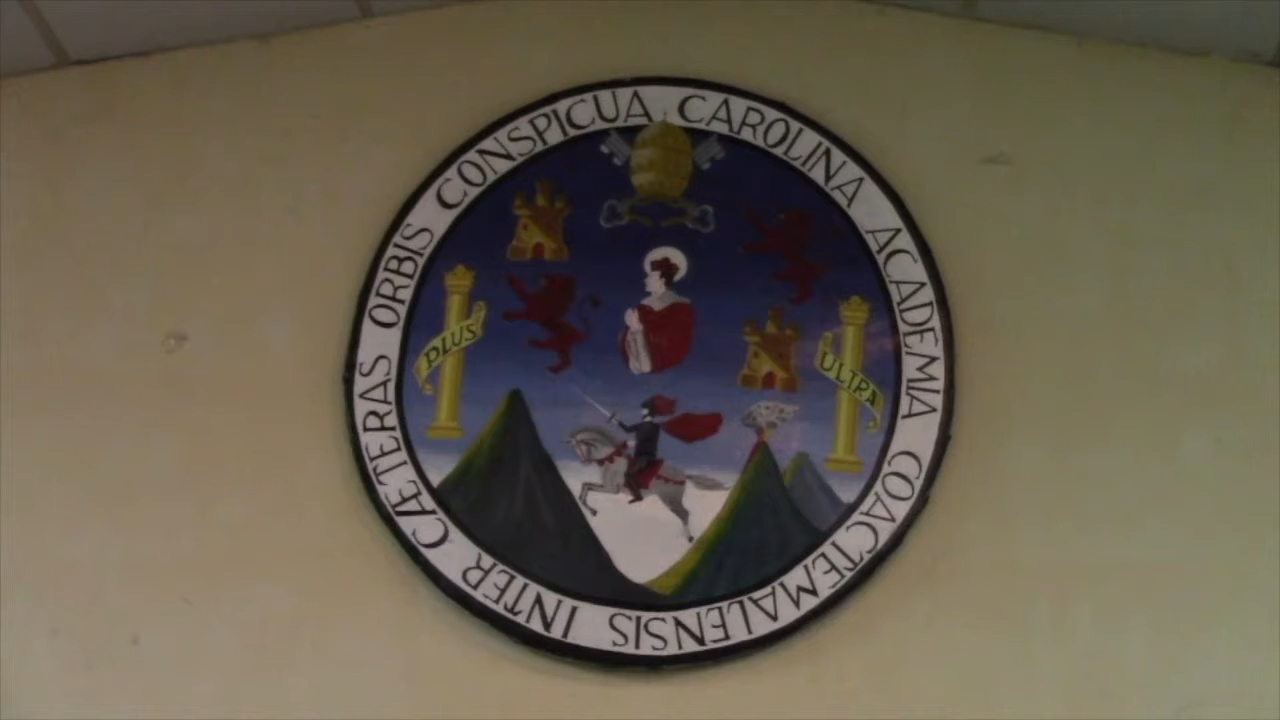 CAROLINA ACADEMIA COACTEMALENSIS INTER CÆTERAS ORBIS CONSPICUA
PLUS
ULTRA